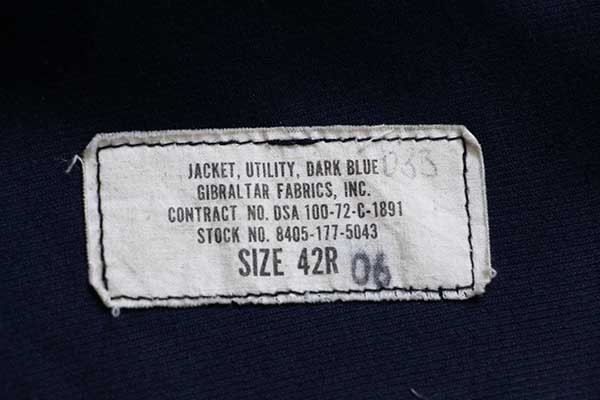 JACKET, UTILITY, DARK BLUE 033
GIBRALTAR FABRICS, INC.
CONTRACT NO. DSA 100-72-C-1891
STOCK NO. 8405-177-5043
SIZE 42R 06